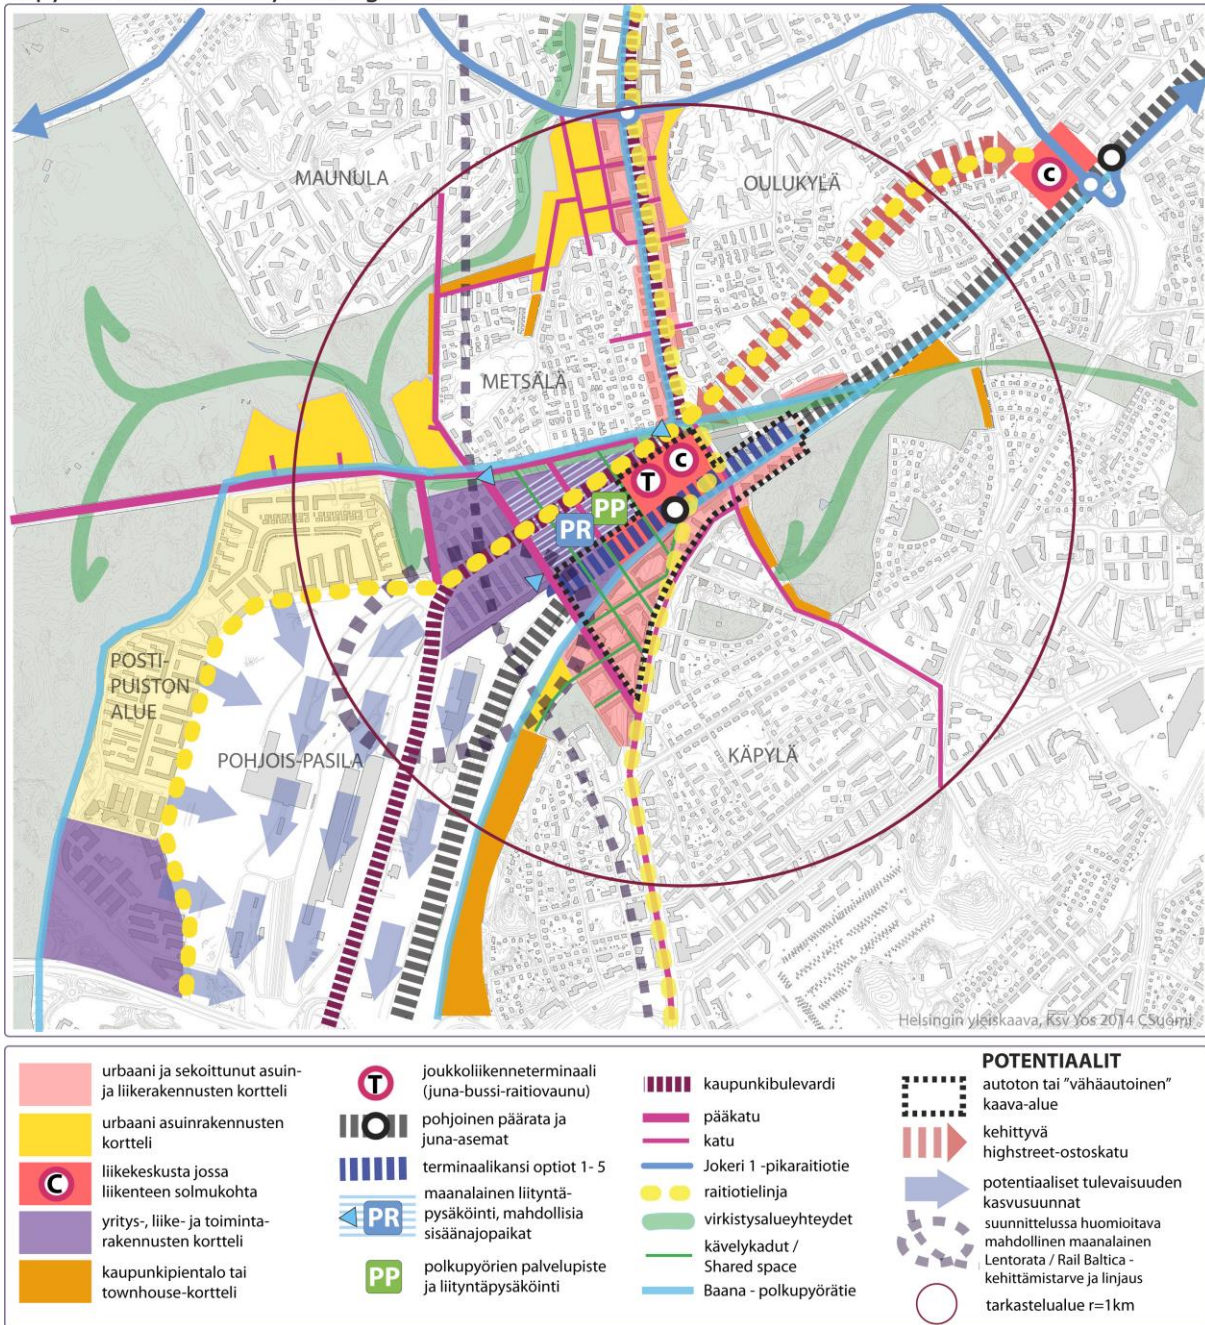 MAUNULA
OULUKYLÄ
C
METSÄLÄ
C
T
PP
PR
POSTI-
PUISTON
ALUE
POHJOIS-PASILA
KÄPYLÄ
Helsingin yleiskaava, Ksv Yos 2014 CSuomi
urbaani ja sekoittunut asuin-
ja liikerakennusten kortteli
urbaani asuinrakennusten
kortteli
C
liikekeskusta jossa
liikenteen solmukohta
yritys-, liike- ja toiminta-
rakennusten kortteli
kaupunkipientalo tai
townhouse-kortteli
T
joukkoliikenneterminaali
(juna-bussi-raitiovaunu)
pohjoinen päärata ja
juna-asemat
terminaalikansi optiot 1- 5
PR
maanalainen liityntä-
pysäköinti, mahdollisia
sisäänajopaikat
PP
polkupyörien palvelupiste
ja liityntäpysäköinti
kaupunkibulevardi
pääkatu
katu
Jokeri 1 -pikaraitiotie
raitiotielinja
virkistysalueyhteydet
kävelykadut /
Shared space
Baana - polkupyörätie
POTENTIAALIT
autoton tai "vähäautoinen"
kaava-alue
kehittyvä
highstreet-ostoskatu
potentiaaliset tulevaisuuden
kasvusuunnat
suunnittelussa huomioitava
mahdollinen maanalainen
Lentorata / Rail Baltica -
kehittämistarve ja linjaus
tarkastelualue r=1km